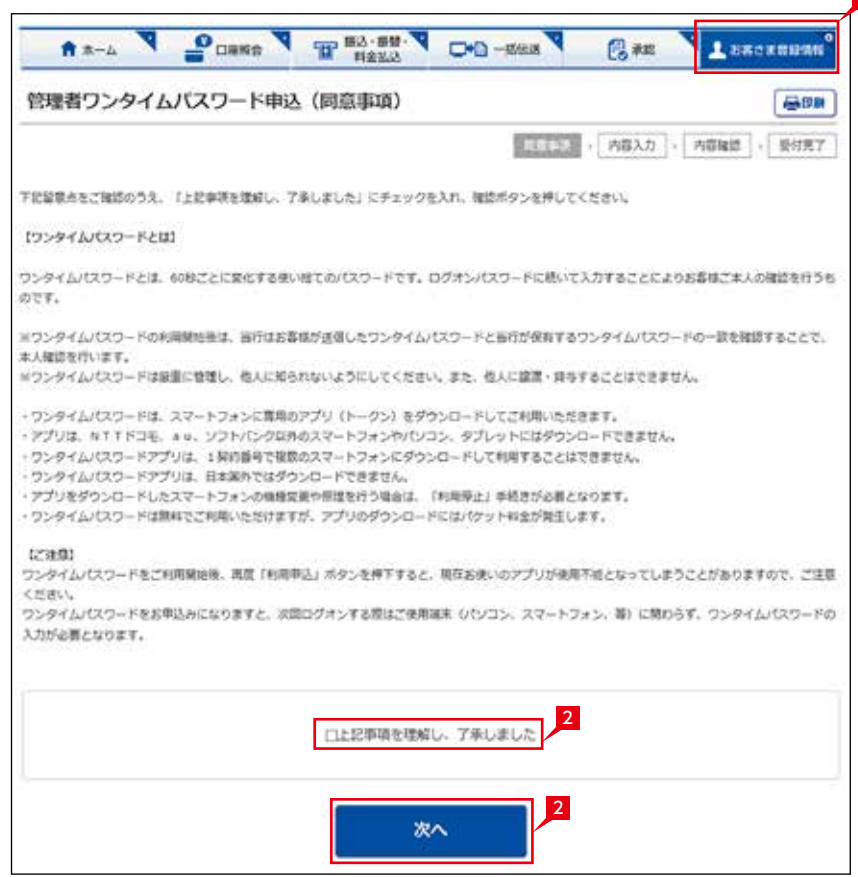 ホーム
口座照会
振込・振替・
料金払込
一括伝送
承認
お客さま登録情報
管理者ワンタイムパスワード申込（同意事項）
印刷
同意事項
内容入力
内容確認
受付完了
下記留意点をご確認のうえ、「上記事項を理解し、了承しました」にチェックを入れ、確認ボタンを押してください。
【ワンタイムパスワードとは】
ワンタイムパスワードとは、60秒ごとに変化する使い捨てのパスワードです。ログオンパスワードに続いて入力することによりお客様ご本人の確認を行うも
のです。
※ワンタイムパスワードの利用開始後は、当行はお客様が送信したワンタイムパスワードと当行が保有するワンタイムパスワードの一致を確認することで、
本人確認を行います。
※ワンタイムパスワードは厳重に管理し、他人に知られないようにしてください。また、他人に譲渡・貸与することはできません。
・ワンタイムパスワードは、スマートフォンに専用のアプリ（トークン）をダウンロードしてご利用いただきます。
・アプリは、ＮＴＴドコモ、ａｕ、ソフトバンク以外のスマートフォンやパソコン、タブレットにはダウンロードできません。
・ワンタイムパスワードアプリは、１契約番号で複数のスマートフォンにダウンロードして利用することはできません。
・ワンタイムパスワードアプリは、日本国外ではダウンロードできません。
・アプリをダウンロードしたスマートフォンの機種変更や修理を行う場合は、「利用停止」手続きが必要となります。
・ワンタイムパスワードは無料でご利用いただけますが、アプリのダウンロードにはパケット料金が発生します。
【ご注意】
ワンタイムパスワードをご利用開始後、再度「利用申込」ボタンを押下すると、現在お使いのアプリが使用不能となってしまうことがありますので、ご注意
ください。
ワンタイムパスワードをお申込みになりますと、次回ログオンする際はご使用端末（パソコン、スマートフォン、等）に関わらず、ワンタイムパスワードの
入力が必要となります。
2
□上記事項を理解し、了承しました
2
次へ